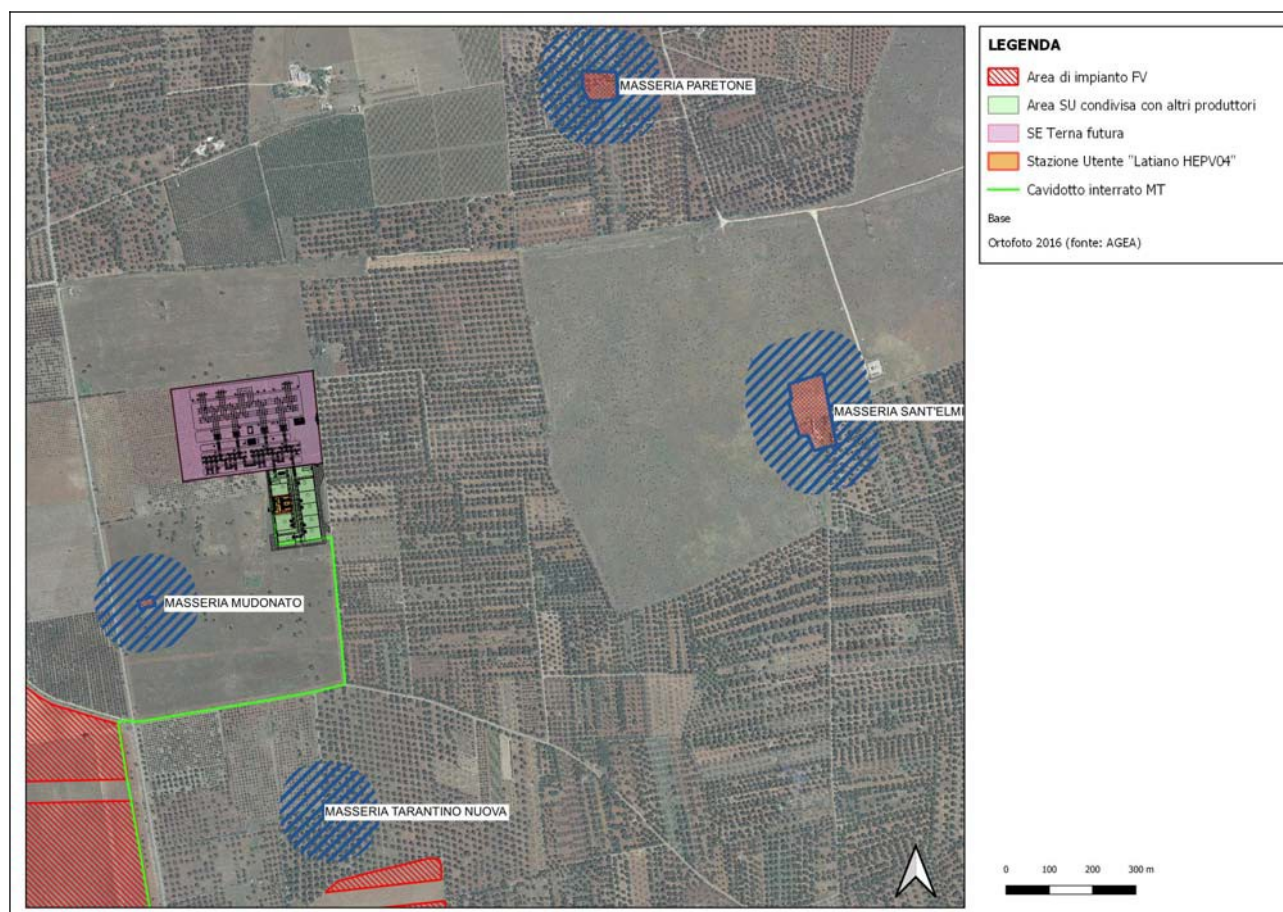 LEGENDA
Area di impianto FV
Area SU condivisa con altri produttori
SE Terna futura
Stazione Utente "Latiano HEPV04"
Cavidotto interrato MT
Base
Ortofoto 2016 (fonte: AGEA)
MASSERIA PARETONE
MASSERIA SANT'ELMI
MASSERIA MUDONATO
MASSERIA TARANTINO NUOVA
0 100 200 300 m